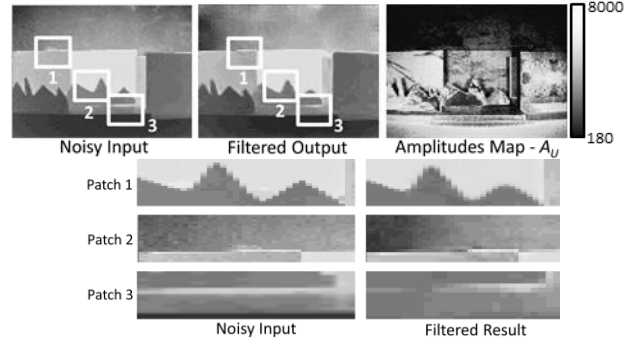 8000
180
1
2
3
1
2
3
Noisy Input
Filtered Output
Amplitudes Map - A_U
Patch 1
Patch 2
Patch 3
Noisy Input
Filtered Result